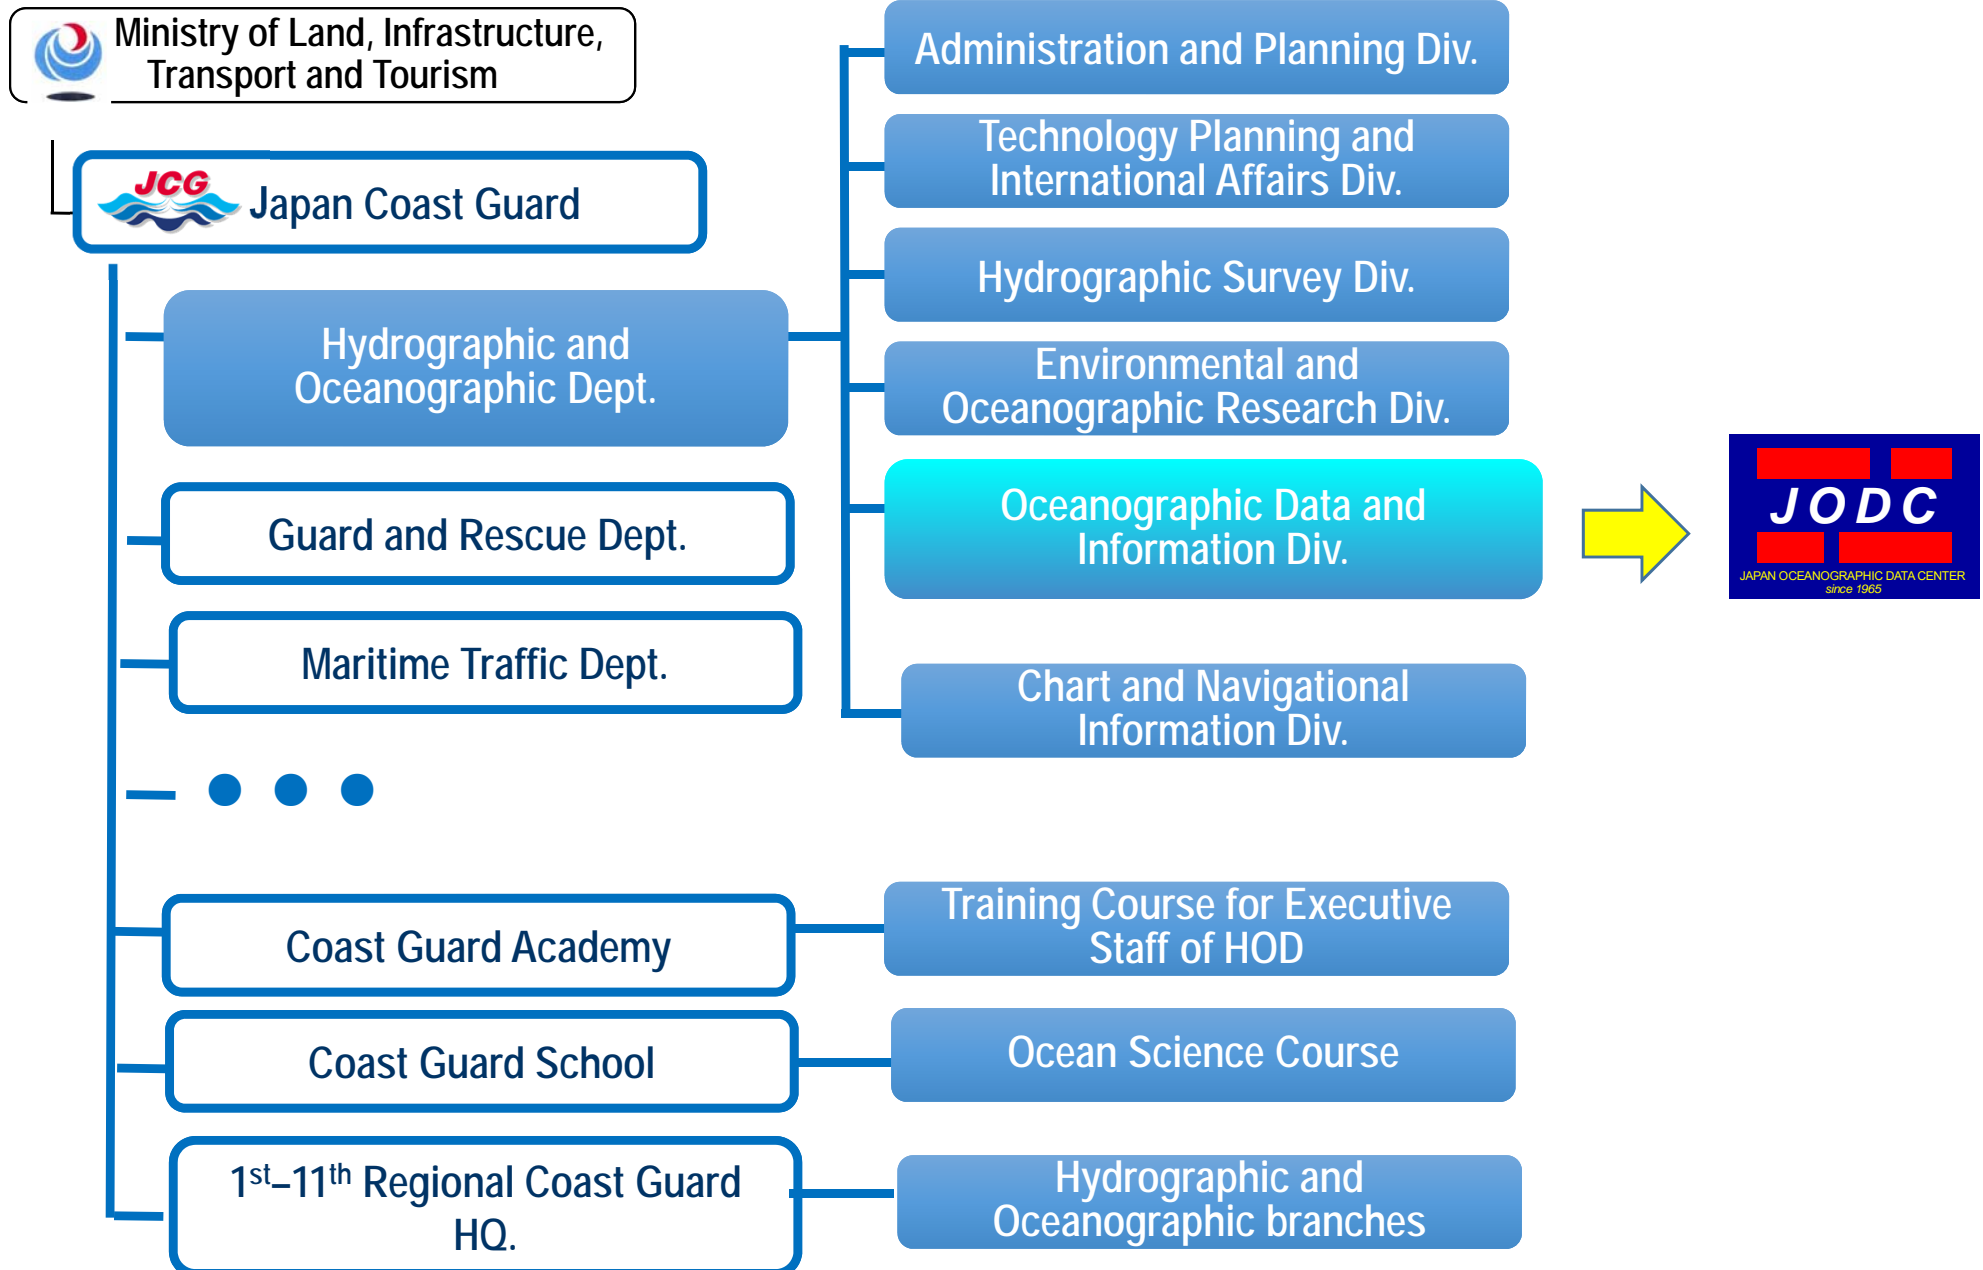 Ministry of Land, Infrastructure,
Transport and Tourism
JCG
Japan Coast Guard
Hydrographic and
Oceanographic Dept.
Guard and Rescue Dept.
Maritime Traffic Dept.
● ● ●
Coast Guard Academy
Coast Guard School
1st–11th Regional Coast Guard
HQ.
Administration and Planning Div.
Technology Planning and
International Affairs Div.
Hydrographic Survey Div.
Environmental and
Oceanographic Research Div.
Oceanographic Data and
Information Div.
Chart and Navigational
Information Div.
Training Course for Executive
Staff of HOD
Ocean Science Course
Hydrographic and
Oceanographic branches
JODC
JAPAN OCEANOGRAPHIC DATA CENTER
since 1965